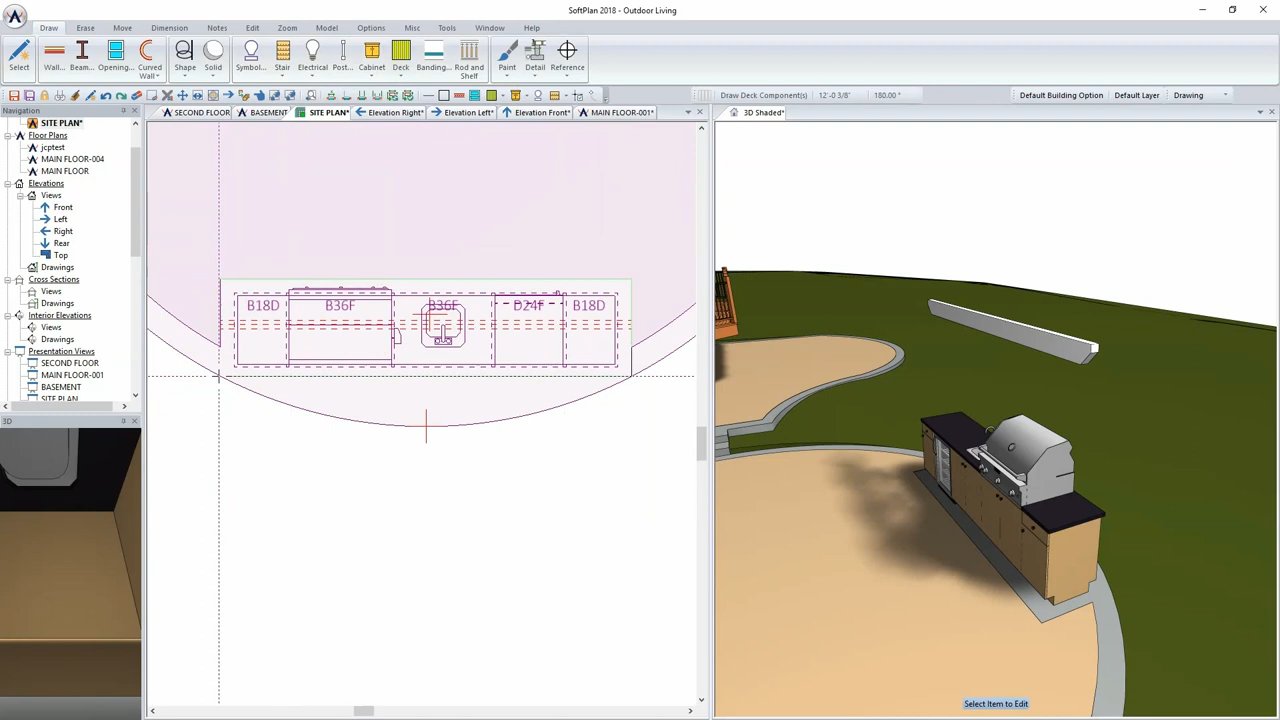 SoftPlan 2018 - Outdoor Living
Draw Erase Move Dimension Notes Edit Zoom Model Options Misc Tools Window Help
Select Wall... Beam... Opening... Curved Wall Shape Solid Symbol... Stair Electrical Post... Cabinet Deck Banding... Rod and Shelf Paint Detail Reference
Draw Deck Component(s) 12'-0 3/8" 180.00° Default Building Option Default Layer Drawing
Navigation
SECOND FLOOR BASEMENT SITE PLAN* Elevation Right* Elevation Left* Elevation Front* MAIN FLOOR-001* 3D Shaded*
SITE PLAN*
Floor Plans
jcptest
MAIN FLOOR-004
MAIN FLOOR
Elevations
Views
Front
Left
Right
Rear
Top
Drawings
Cross Sections
Views
Drawings
Interior Elevations
Views
Drawings
Presentation Views
SECOND FLOOR
MAIN FLOOR-001
BASEMENT
SITE PLAN
3D
B18D B36F B36F D24F B18D
Select Item to Edit